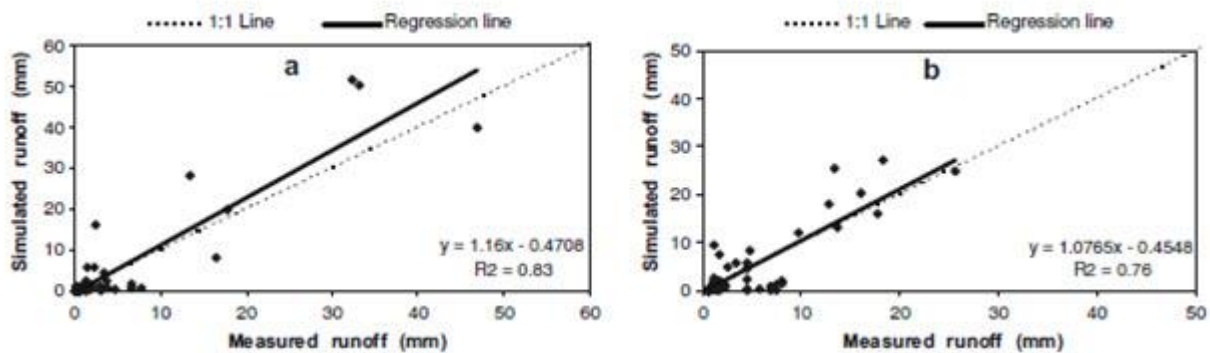 1:1 Line Regression line
a
Simulated runoff (mm)
60
50
40
30
20
10
0
y = 1.16x - 0.4708
R2 = 0.83
0 10 20 30 40 50 60
Measured runoff (mm)
1:1 Line Regression line
b
Simulated runoff (mm)
50
40
30
20
10
0
y = 1.0765x - 0.4548
R2 = 0.76
0 10 20 30 40 50
Measured runoff (mm)